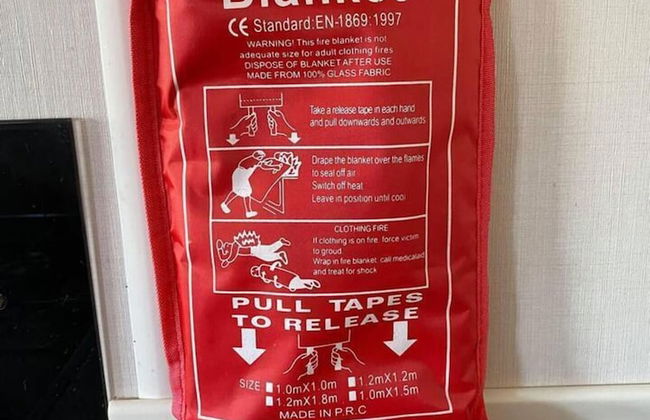 Blanket
CE Standard:EN-1869:1997
WARNING! This fire blanket is not
adequate size for adult clothing fires
DISPOSE OF BLANKET AFTER USE
MADE FROM 100% GLASS FABRIC
Take a release tape in each hand
and pull downwards and outwards
Drape the blanket over the flames
to seal off air
Switch off heat
Leave in position until cool
CLOTHING FIRE
If clothing is on fire, force victim
to groud.
Wrap in fire blanket, call medicalad
and treat for shock
PULL TAPES
TO RELEASE
SIZE 1.0mX1.0m 1.2mX1.2m
1.2mX1.8m 1.0mX1.5m
MADE IN P.R.C